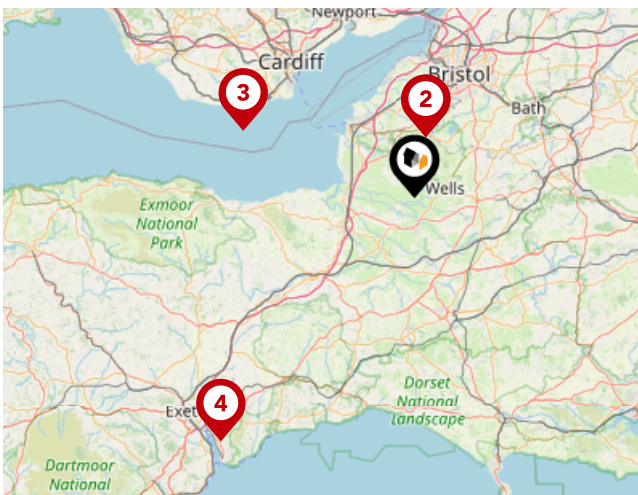 Newport
Cardiff
3
Bristol
2
Bath
Wells
Exmoor
National
Park
4
Exet
Dorset
National
Landscape
Dartmoor
National